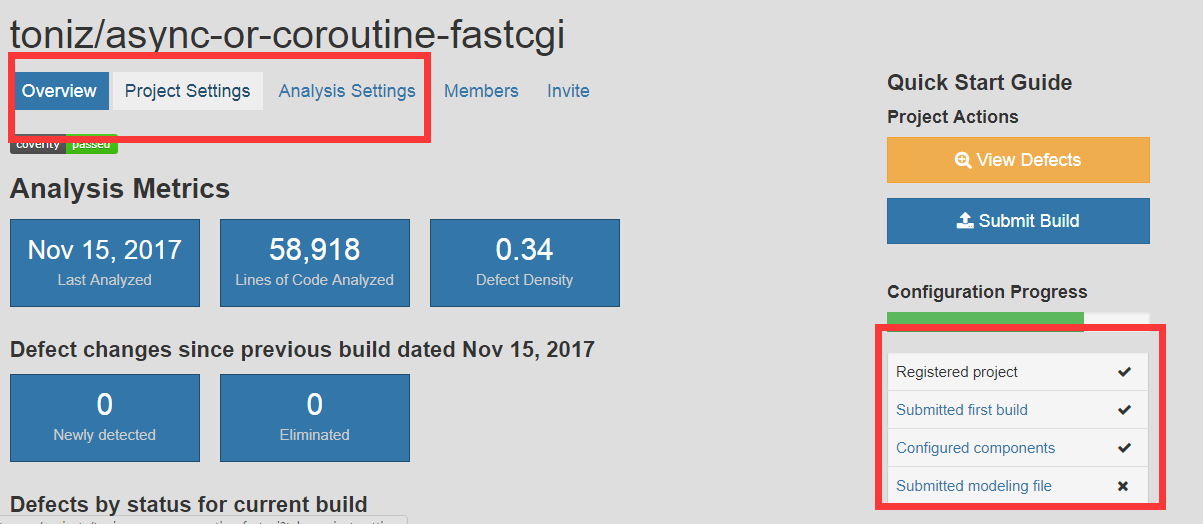 toniz/async-or-coroutine-fastcgi
Overview Project Settings Analysis Settings Members Invite
coverity passed
Analysis Metrics
Nov 15, 2017
Last Analyzed
58,918
Lines of Code Analyzed
0.34
Defect Density
Defect changes since previous build dated Nov 15, 2017
0
Newly detected
0
Eliminated
Defects by status for current build
Quick Start Guide
Project Actions
View Defects
Submit Build
Configuration Progress
Registered project
Submitted first build
Configured components
Submitted modeling file